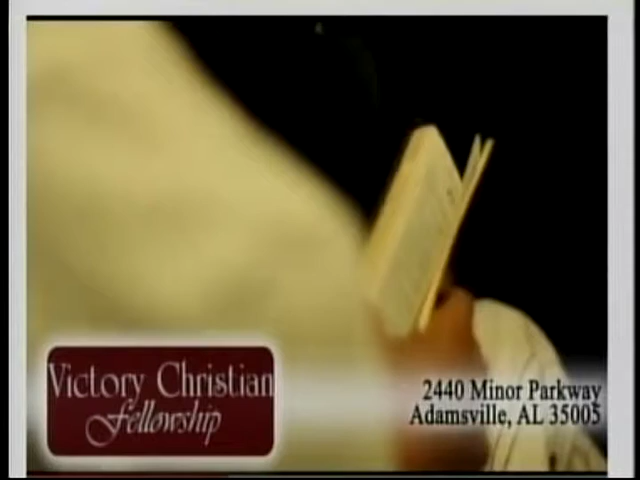 Victory Christian
Fellowship
2440 Minor Parkway
Adamsville, AL 35005